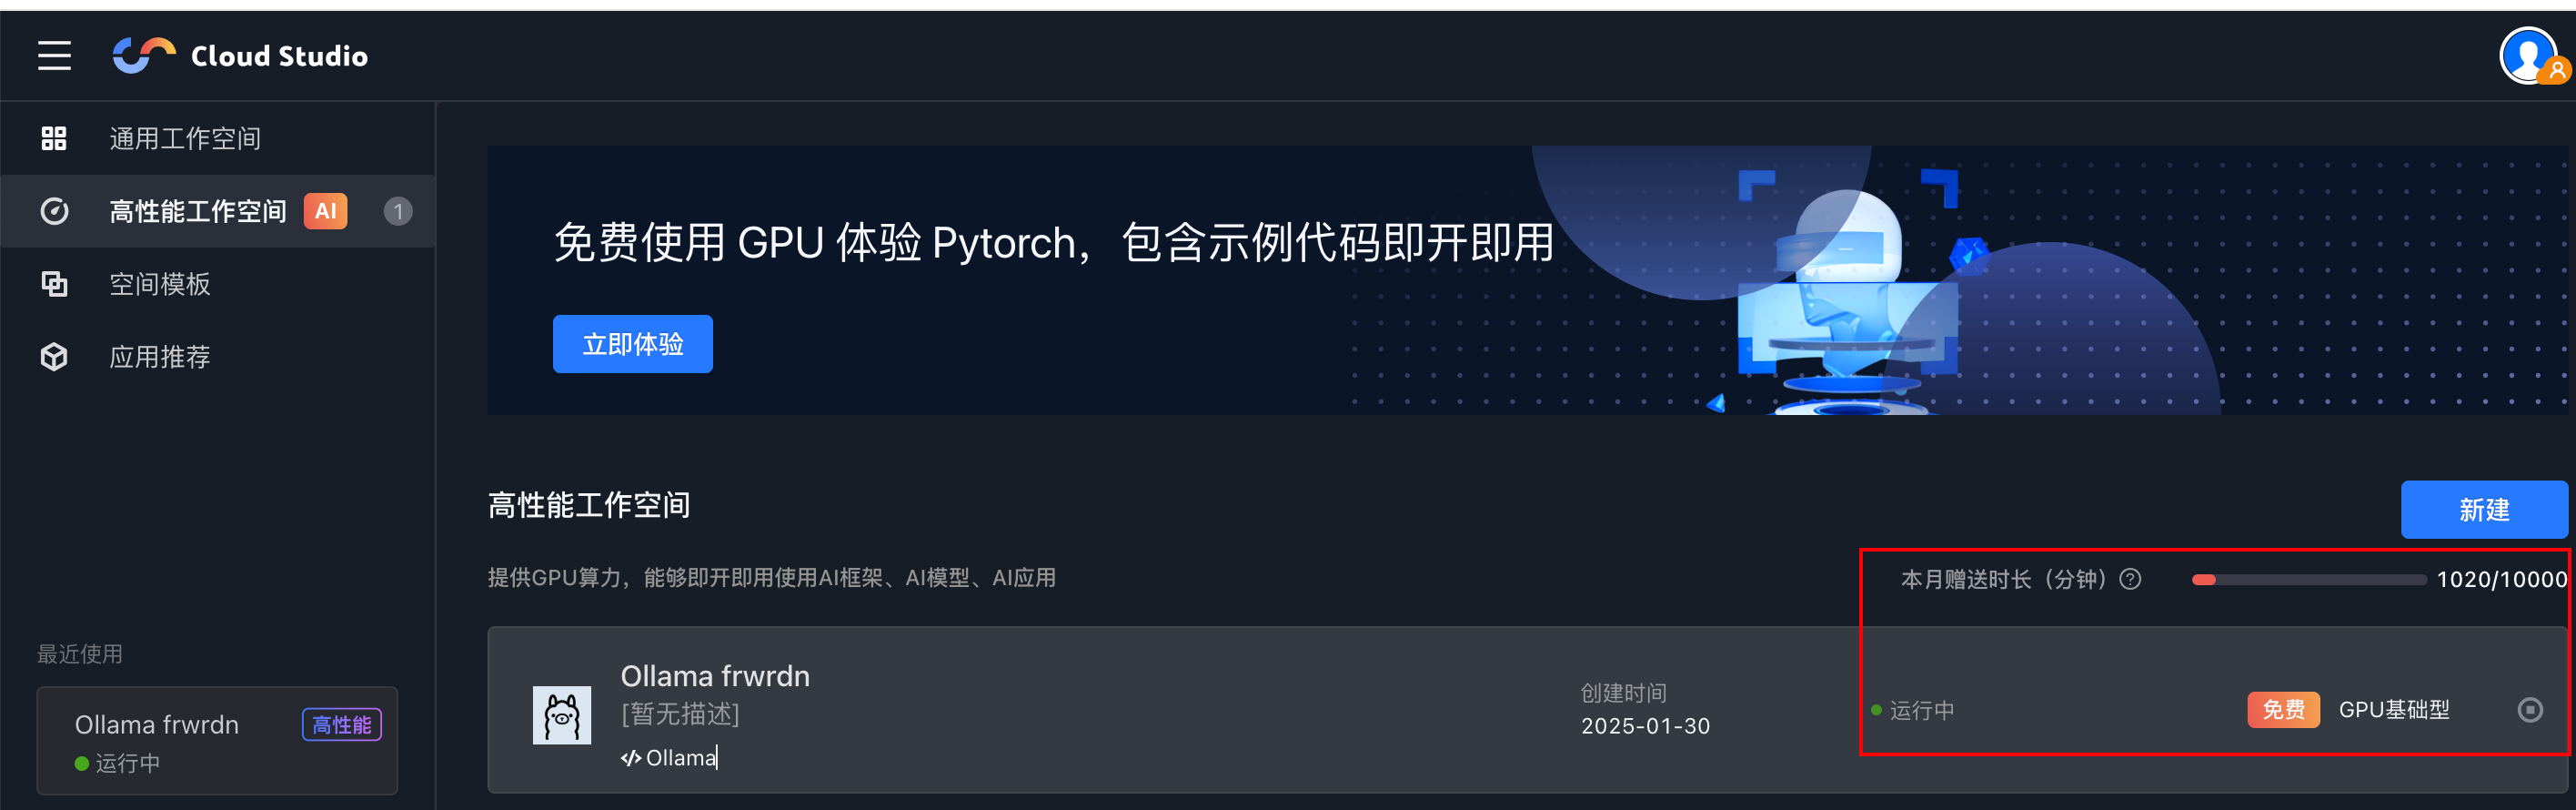 Cloud Studio
通用工作空间
高性能工作空间 AI 1
空间模板
应用推荐
最近使用
Ollama frwrdn 高性能
运行中
免费使用 GPU 体验 Pytorch，包含示例代码即开即用
立即体验
高性能工作空间
新建
提供GPU算力，能够即开即用使用AI框架、AI模型、AI应用
本月赠送时长（分钟） ? 1020/10000
Ollama frwrdn
[暂无描述]
</> Ollama
创建时间
2025-01-30
运行中
免费 GPU基础型